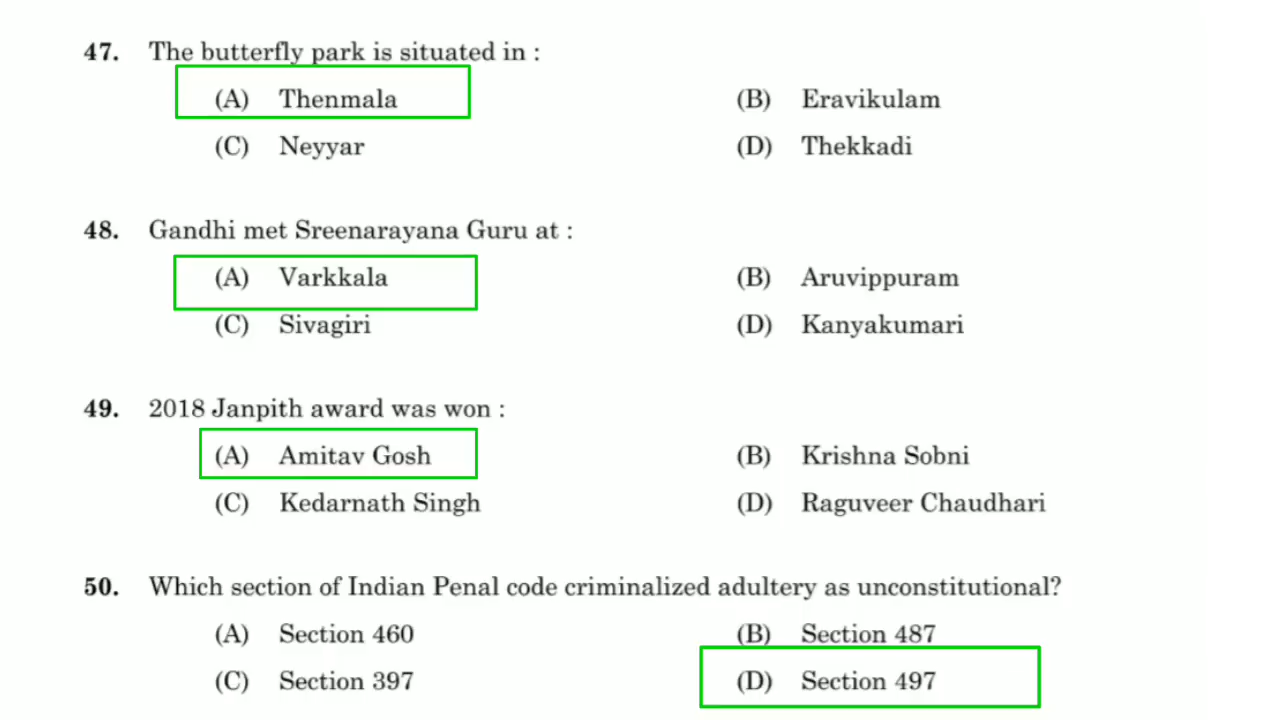 47. The butterfly park is situated in :
(A) Thenmala (B) Eravikulam
(C) Neyyar (D) Thekkadi
48. Gandhi met Sreenarayana Guru at :
(A) Varkkala (B) Aruvippuram
(C) Sivagiri (D) Kanyakumari
49. 2018 Janpith award was won :
(A) Amitav Gosh (B) Krishna Sobni
(C) Kedarnath Singh (D) Raguveer Chaudhari
50. Which section of Indian Penal code criminalized adultery as unconstitutional?
(A) Section 460 (B) Section 487
(C) Section 397 (D) Section 497